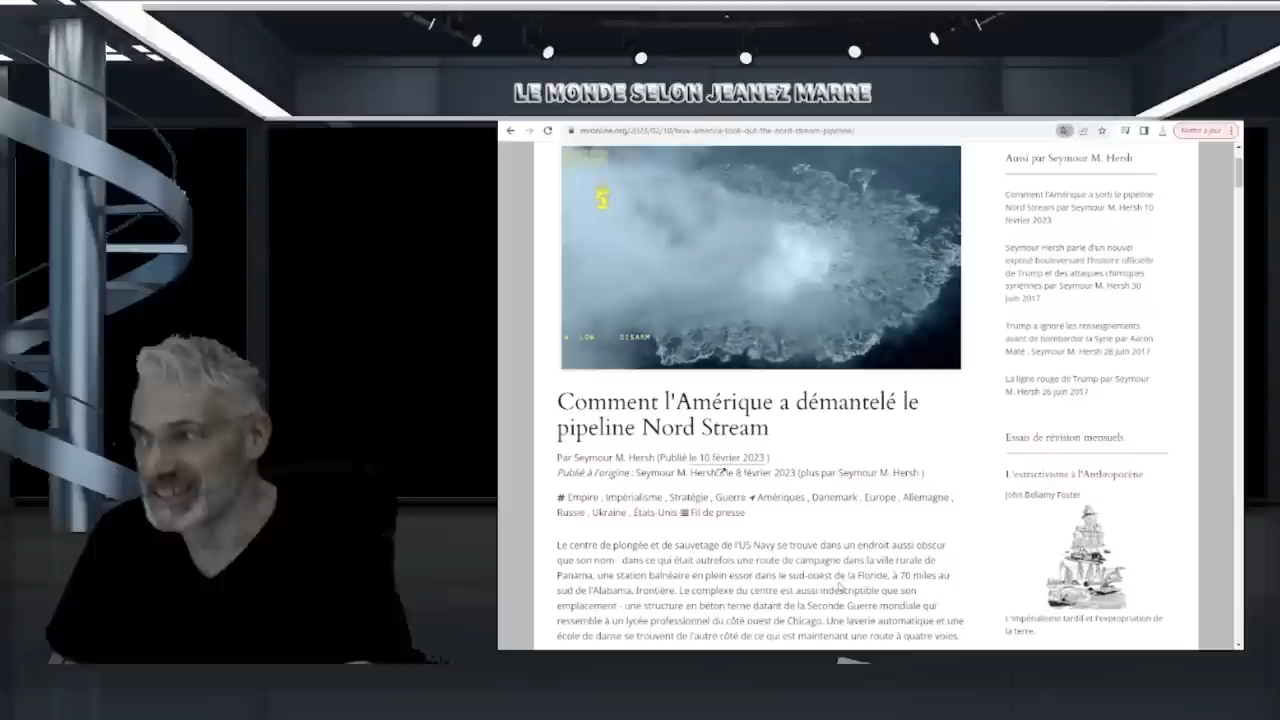 LE MONDE SELON JEANEZ MARRE
mronline.org/2023/02/10/how-america-took-out-the-nord-stream-pipeline/
Mettre à jour
5
LOW DISARM
Comment l'Amérique a démantelé le
pipeline Nord Stream
Par Seymour M. Hersh (Publié le 10 février 2023 )
Publié à l'origine : Seymour M. Hersh le 8 février 2023 (plus par Seymour M. Hersh )
# Empire , Impérialisme , Stratégie , Guerre Amériques , Danemark , Europe , Allemagne ,
Russie , Ukraine , États-Unis Fil de presse
Le centre de plongée et de sauvetage de l'US Navy se trouve dans un endroit aussi obscur
que son nom - dans ce qui était autrefois une route de campagne dans la ville rurale de
Panama, une station balnéaire en plein essor dans le sud-ouest de la Floride, à 70 miles au
sud de l'Alabama, frontière. Le complexe du centre est aussi indescriptible que son
emplacement - une structure en béton terne datant de la Seconde Guerre mondiale qui
ressemble à un lycée professionnel du côté ouest de Chicago. Une laverie automatique et une
école de danse se trouvent de l'autre côté de ce qui est maintenant une route à quatre voies.
Aussi par Seymour M. Hersh
Comment l'Amérique a sorti le pipeline
Nord Stream par Seymour M. Hersh 10
février 2023
Seymour Hersh parle d'un nouvel
exposé bouleversant l'histoire officielle
de Trump et des attaques chimiques
syriennes par Seymour M. Hersh 30
juin 2017
Trump a ignoré les renseignements
avant de bombarder la Syrie par Aaron
Maté , Seymour M. Hersh 28 juin 2017
La ligne rouge de Trump par Seymour
M. Hersh 26 juin 2017
Essais de révision mensuels
L'extractivisme à l'Anthropocène
John Bellamy Foster
L'impérialisme tardif et l'expropriation de
la terre.